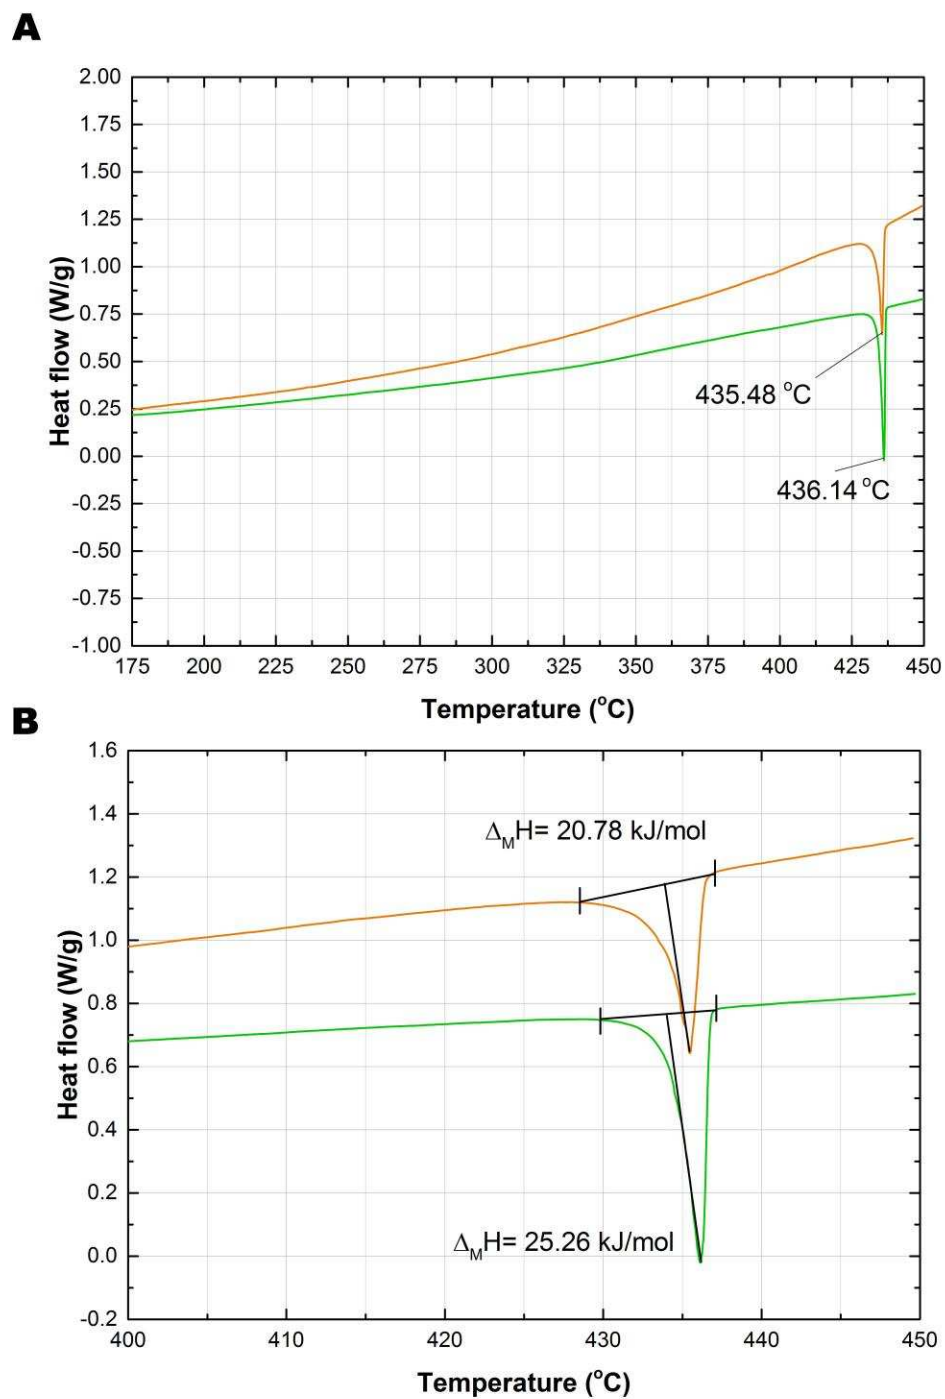 A
2.00
1.75
1.50
1.25
1.00
0.75
0.50
0.25
0.00
-0.25
-0.50
-0.75
-1.00
Heat flow (W/g)
435.48 °C
436.14 °C
175 200 225 250 275 300 325 350 375 400 425 450
Temperature (°C)
B
1.6
1.4
1.2
1.0
0.8
0.6
0.4
0.2
0.0
-0.2
Heat flow (W/g)
ΔMH= 20.78 kJ/mol
ΔMH= 25.26 kJ/mol
400 410 420 430 440 450
Temperature (°C)